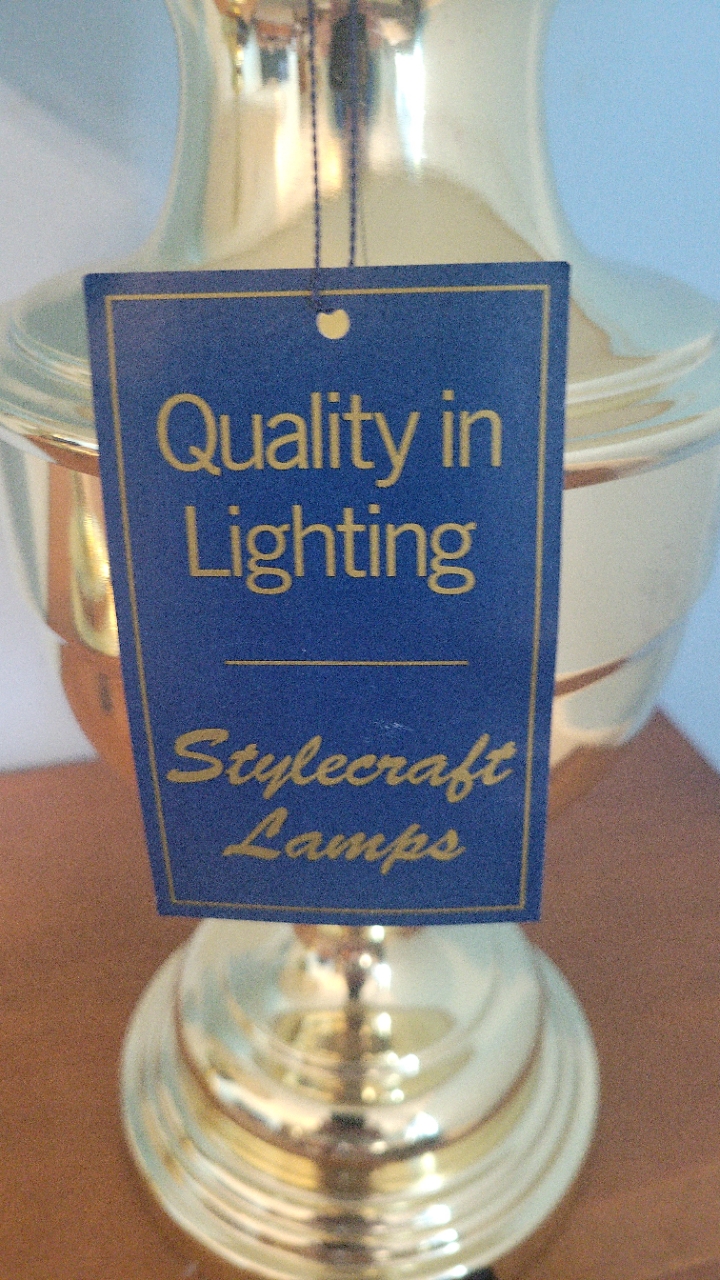 Quality in
Lighting
Stylecraft
Lamps